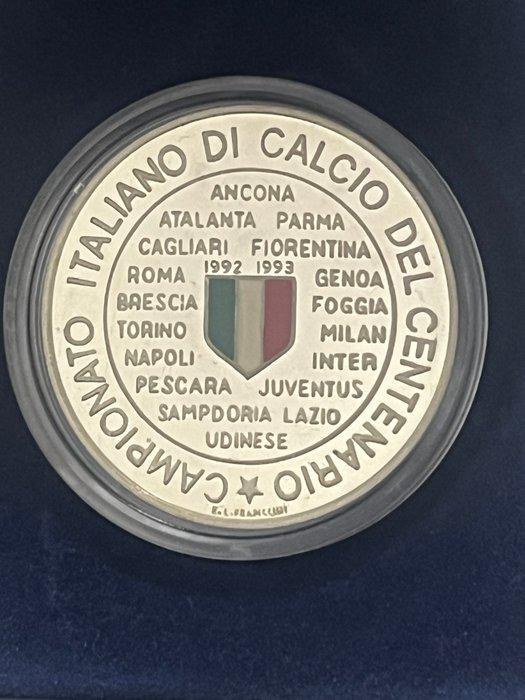 CAMPIONATO ITALIANO DI CALCIO DEL CENTENARIO
ANCONA
ATALANTA PARMA
CAGLIARI FIORENTINA
1992 1993
ROMA GENOA
BRESCIA FOGGIA
TORINO MILAN
NAPOLI INTER
PESCARA JUVENTUS
SAMPDORIA LAZIO
UDINESE